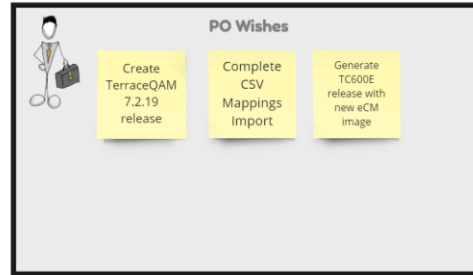 PO Wishes
Create
TerraceQAM
7.2.19
release
Complete
CSV
Mappings
Import
Generate
TC600E
release with
new eCM
image